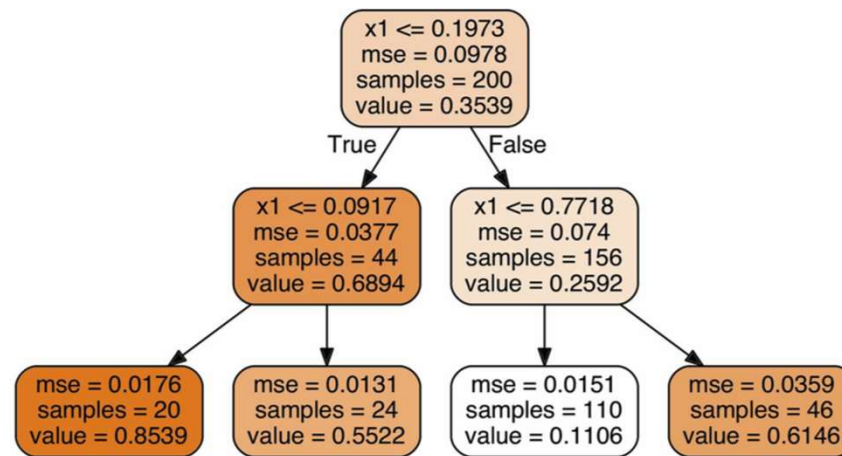 x1 <= 0.1973
mse = 0.0978
samples = 200
value = 0.3539
True
False
x1 <= 0.0917
mse = 0.0377
samples = 44
value = 0.6894
x1 <= 0.7718
mse = 0.074
samples = 156
value = 0.2592
mse = 0.0176
samples = 20
value = 0.8539
mse = 0.0131
samples = 24
value = 0.5522
mse = 0.0151
samples = 110
value = 0.1106
mse = 0.0359
samples = 46
value = 0.6146